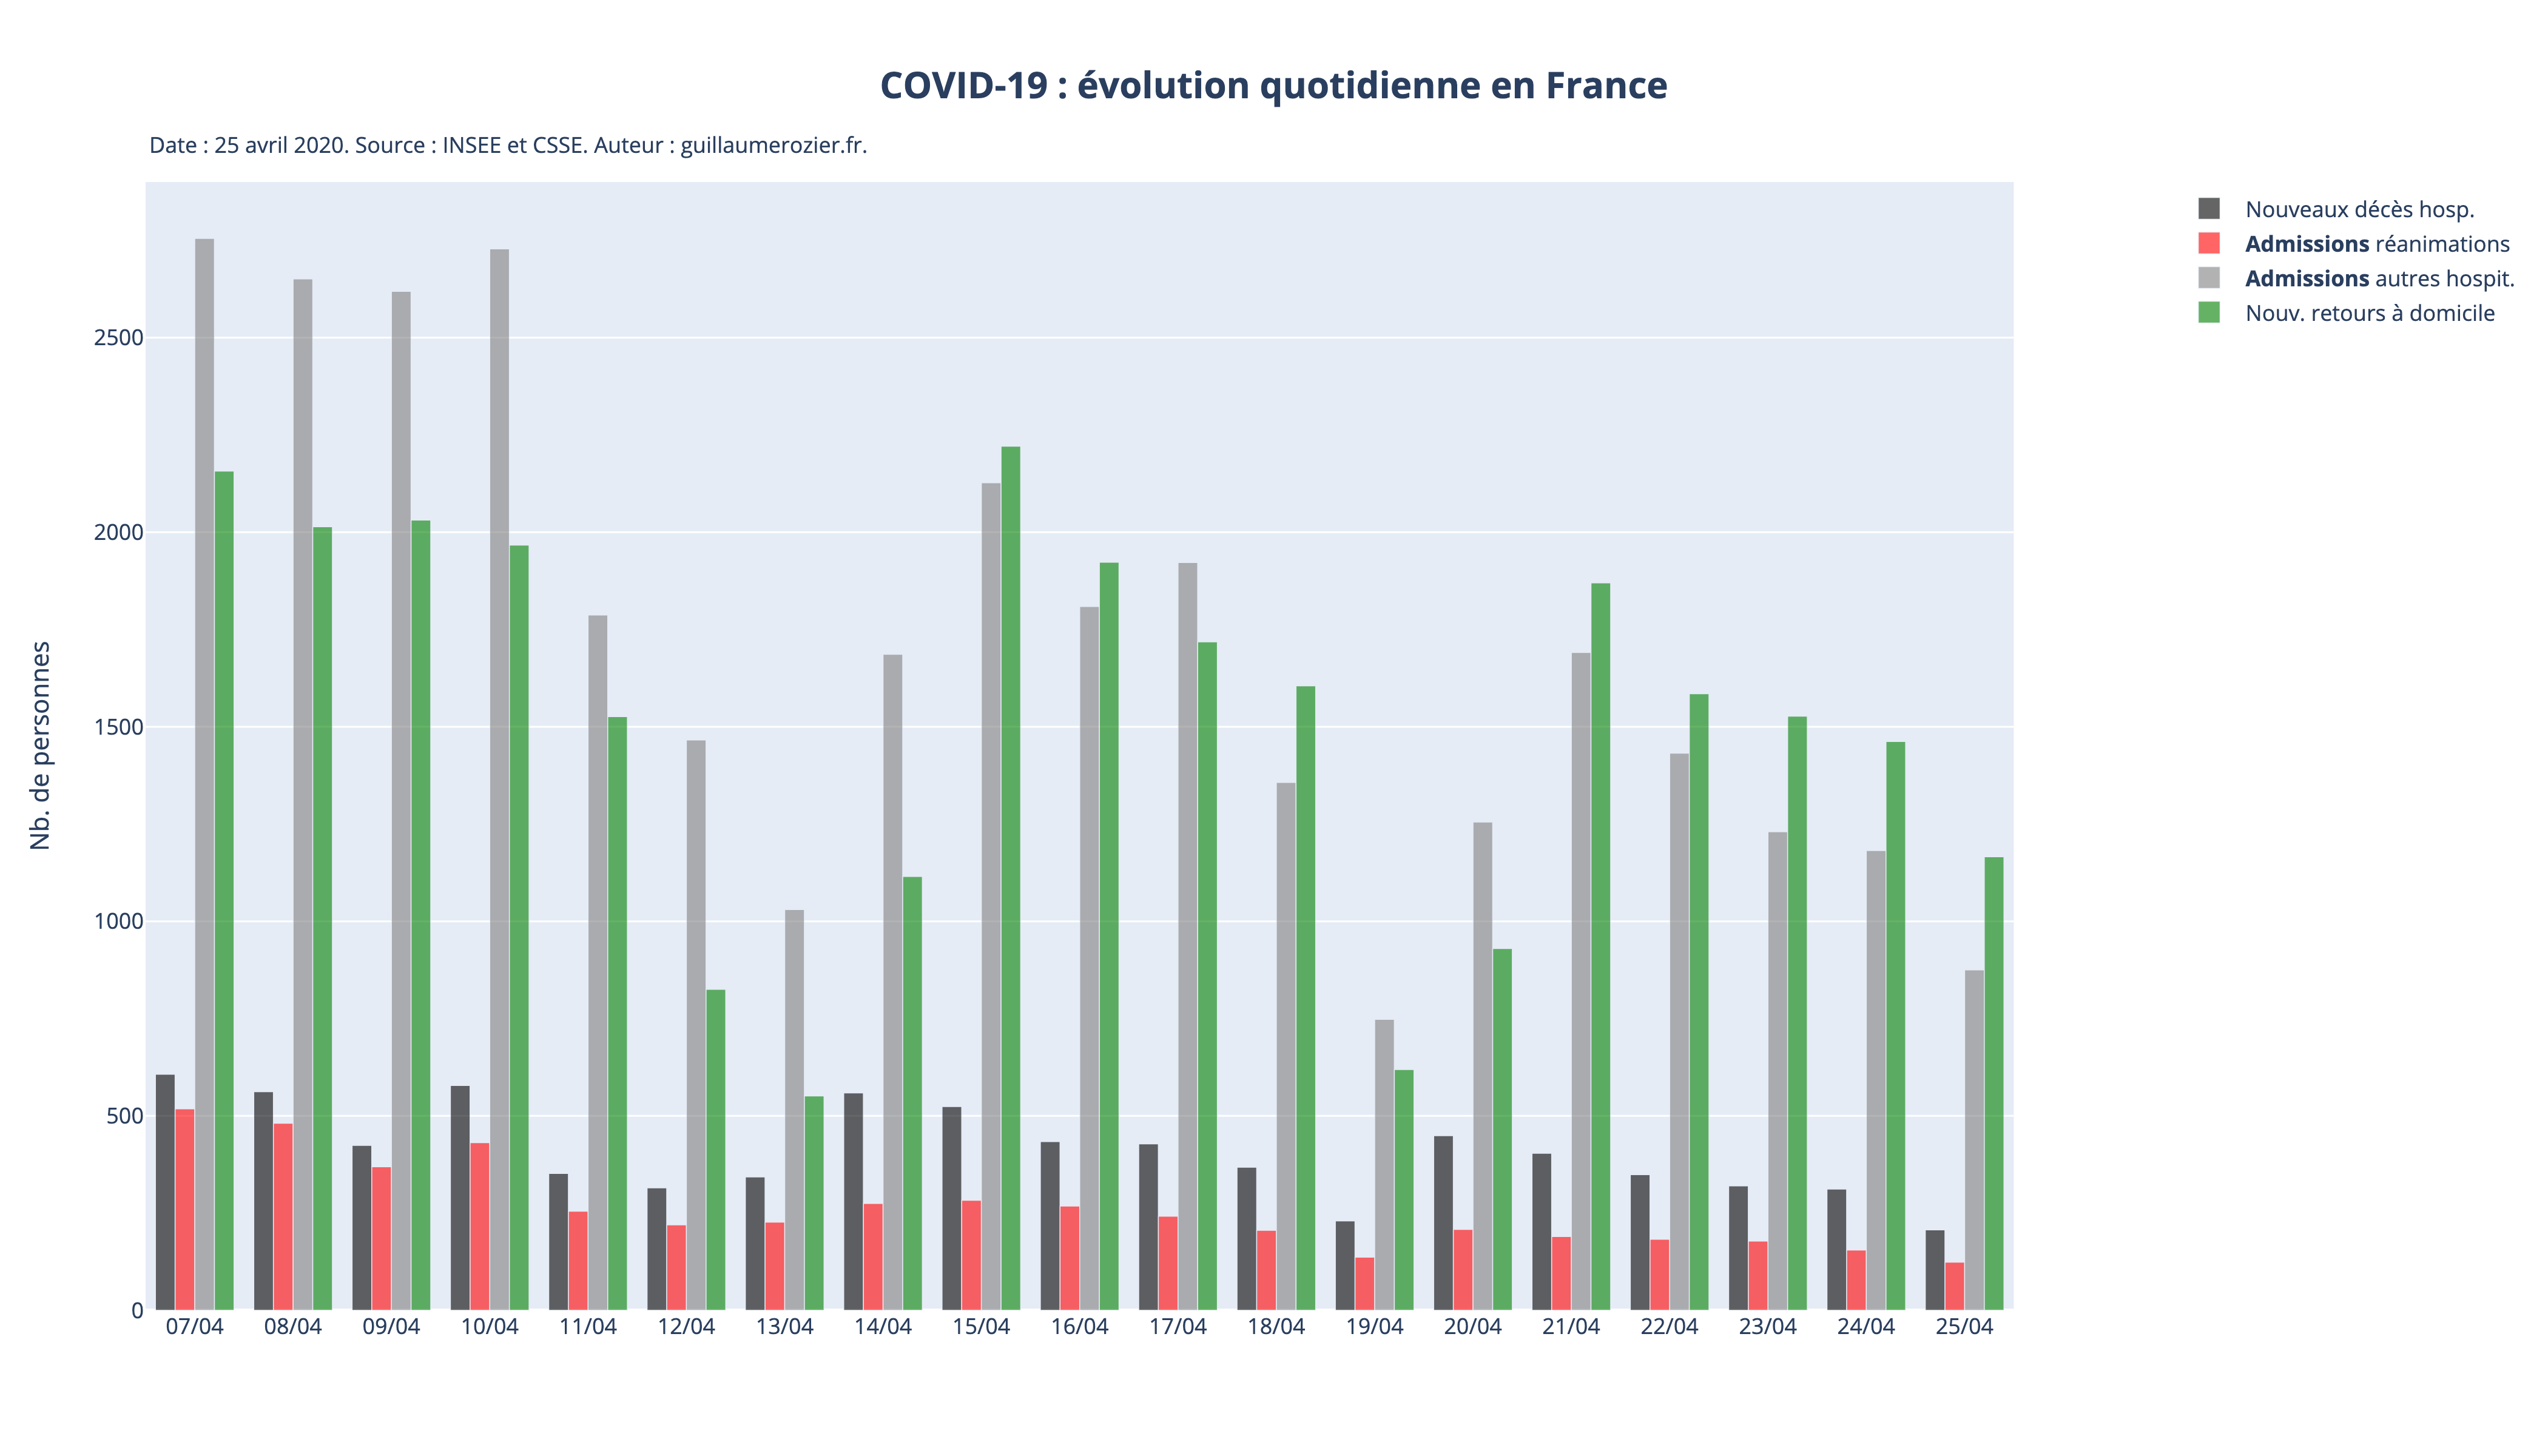 COVID-19 : évolution quotidienne en France
Date : 25 avril 2020. Source : INSEE et CSSE. Auteur : guillaumerozier.fr.
Nouveaux décès hosp.
Admissions réanimations
Admissions autres hospit.
Nouv. retours à domicile
Nb. de personnes
2500
2000
1500
1000
500
0
07/04 08/04 09/04 10/04 11/04 12/04 13/04 14/04 15/04 16/04 17/04 18/04 19/04 20/04 21/04 22/04 23/04 24/04 25/04